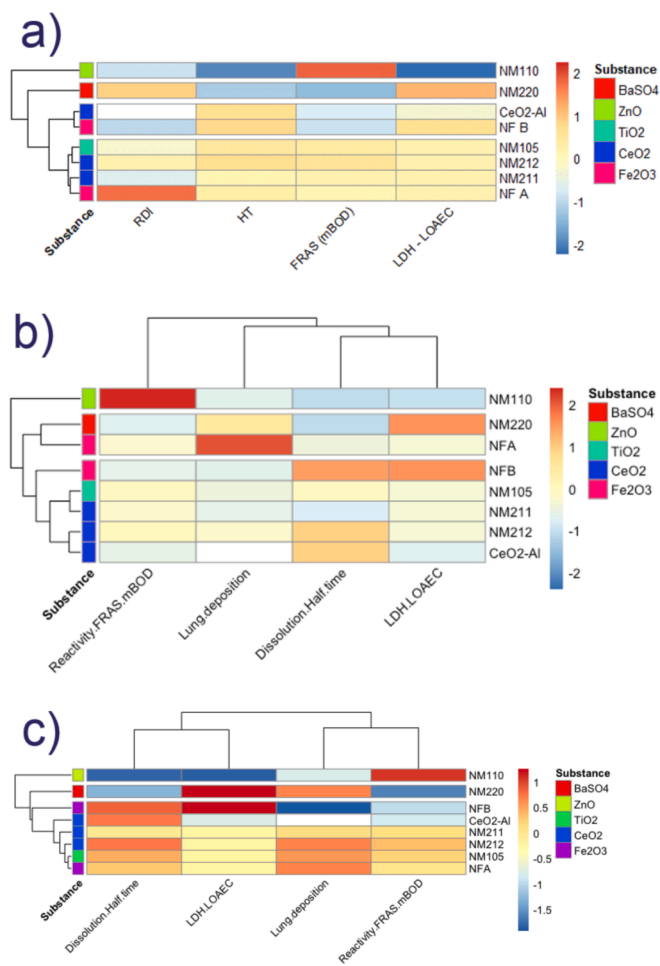 a)
NM110
NM220
CeO2-Al
NF B
NM105
NM212
NM211
NF A
Substance
RDI
HT
FRAS (mBOD)
LDH - LOAEC
2
1
0
-1
-2
Substance
BaSO4
ZnO
TiO2
CeO2
Fe2O3
b)
NM110
NM220
NFA
NFB
NM105
NM211
NM212
CeO2-Al
Substance
Reactivity.FRAS.mBOD
Lung.deposition
Dissolution.Half.time
LDH.LOAEC
2
1
0
-1
-2
Substance
BaSO4
ZnO
TiO2
CeO2
Fe2O3
c)
NM110
NM220
NFB
CeO2-Al
NM211
NM212
NM105
NFA
Substance
Dissolution.Half.time
LDH.LOAEC
Lung.deposition
Reactivity.FRAS.mBOD
1
0.5
0
-0.5
-1
-1.5
Substance
BaSO4
ZnO
TiO2
CeO2
Fe2O3